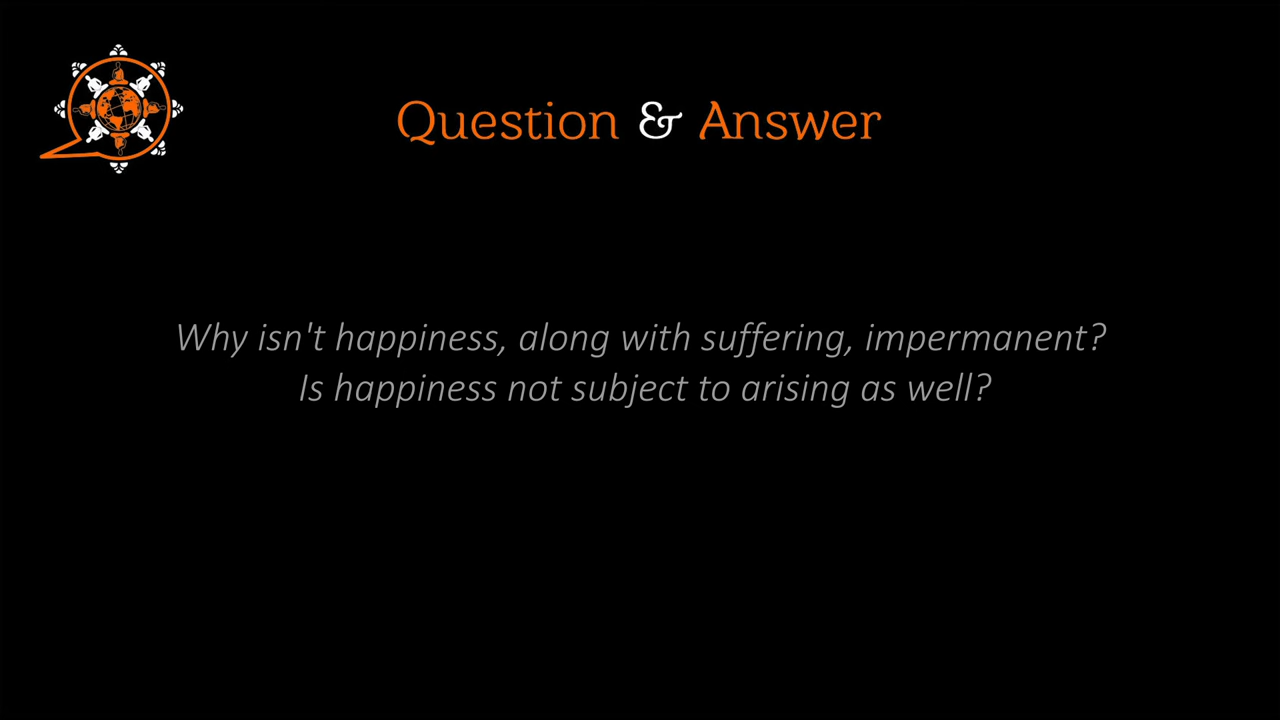 Question & Answer
Why isn't happiness, along with suffering, impermanent?
Is happiness not subject to arising as well?